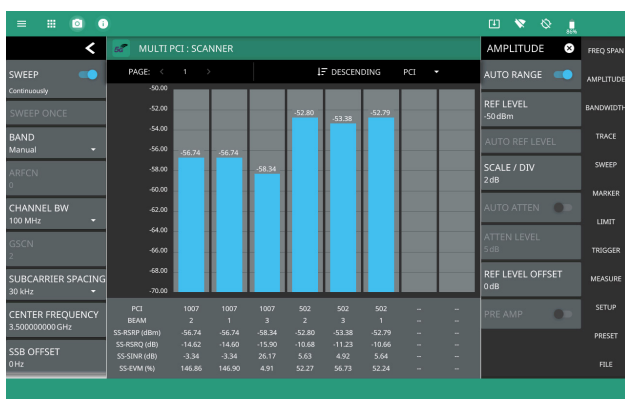 86%
SWEEP
Continuously
SWEEP ONCE
BAND
Manual
ARFCN
0
CHANNEL BW
100 MHz
GSCN
2
SUBCARRIER SPACING
30 kHz
CENTER FREQUENCY
3.500000000 GHz
SSB OFFSET
0 Hz
5G
MULTI PCI : SCANNER
PAGE: < 1 > DESCENDING PCI
-50.00
-52.00
-54.00
-56.00
-58.00
-60.00
-62.00
-64.00
-66.00
-68.00
-70.00
-56.74 -56.74 -58.34 -52.80 -53.38 -52.79
PCI 1007 1007 1007 502 502 502 -- --
BEAM 2 1 3 2 3 1 -- --
SS-RSRP (dBm) -56.74 -56.74 -58.34 -52.80 -53.38 -52.79 -- --
SS-RSRQ (dB) -14.62 -14.60 -15.90 -10.68 -11.23 -10.66 -- --
SS-SINR (dB) -3.34 -3.34 26.17 5.63 4.92 5.64 -- --
SS-EVM (%) 146.86 146.90 4.91 52.27 56.73 52.24 -- --
AMPLITUDE
AUTO RANGE
REF LEVEL
-50 dBm
AUTO REF LEVEL
SCALE / DIV
2 dB
AUTO ATTEN
ATTEN LEVEL
5 dB
REF LEVEL OFFSET
0 dB
PRE AMP
FREQ SPAN
AMPLITUDE
BANDWIDTH
TRACE
SWEEP
MARKER
LIMIT
TRIGGER
MEASURE
SETUP
PRESET
FILE